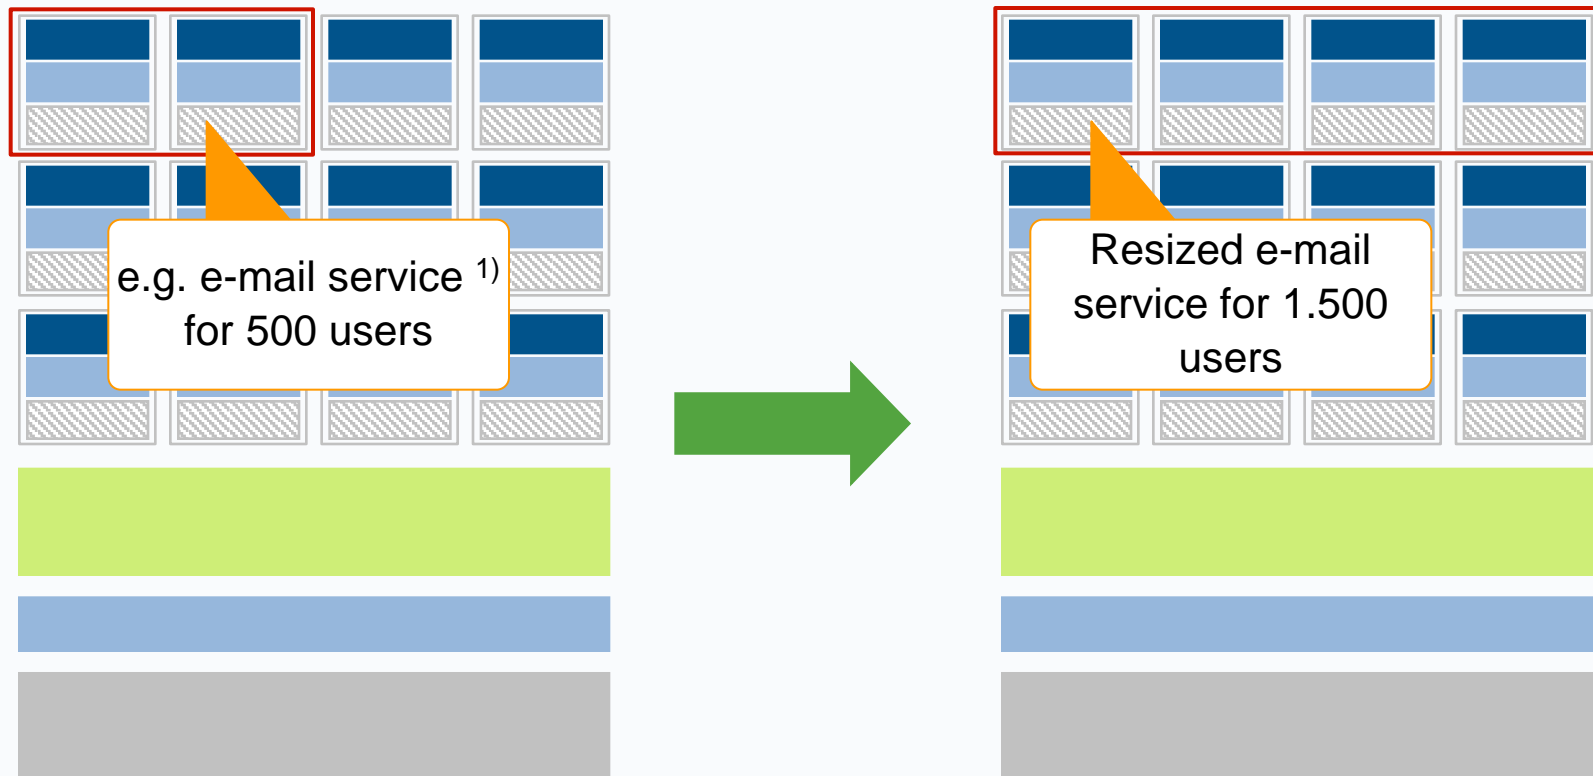 e.g. e-mail service 1)
for 500 users
Resized e-mail
service for 1.500
users